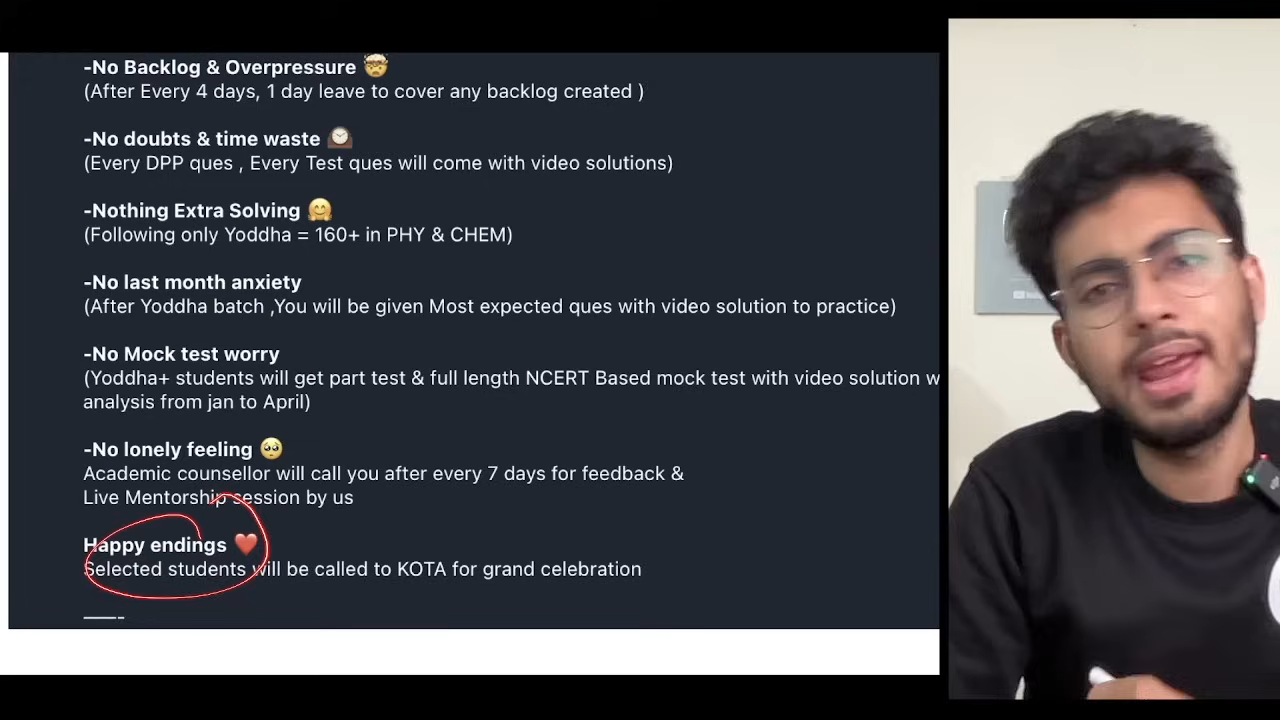 -No Backlog & Overpressure 🤯
(After Every 4 days, 1 day leave to cover any backlog created )
-No doubts & time waste 🕰️
(Every DPP ques , Every Test ques will come with video solutions)
-Nothing Extra Solving 🤗
(Following only Yoddha = 160+ in PHY & CHEM)
-No last month anxiety
(After Yoddha batch ,You will be given Most expected ques with video solution to practice)
-No Mock test worry
(Yoddha+ students will get part test & full length NCERT Based mock test with video solution w
analysis from jan to April)
-No lonely feeling 🥺
Academic counsellor will call you after every 7 days for feedback &
Live Mentorship session by us
Happy endings ❤️
Selected students will be called to KOTA for grand celebration
——-